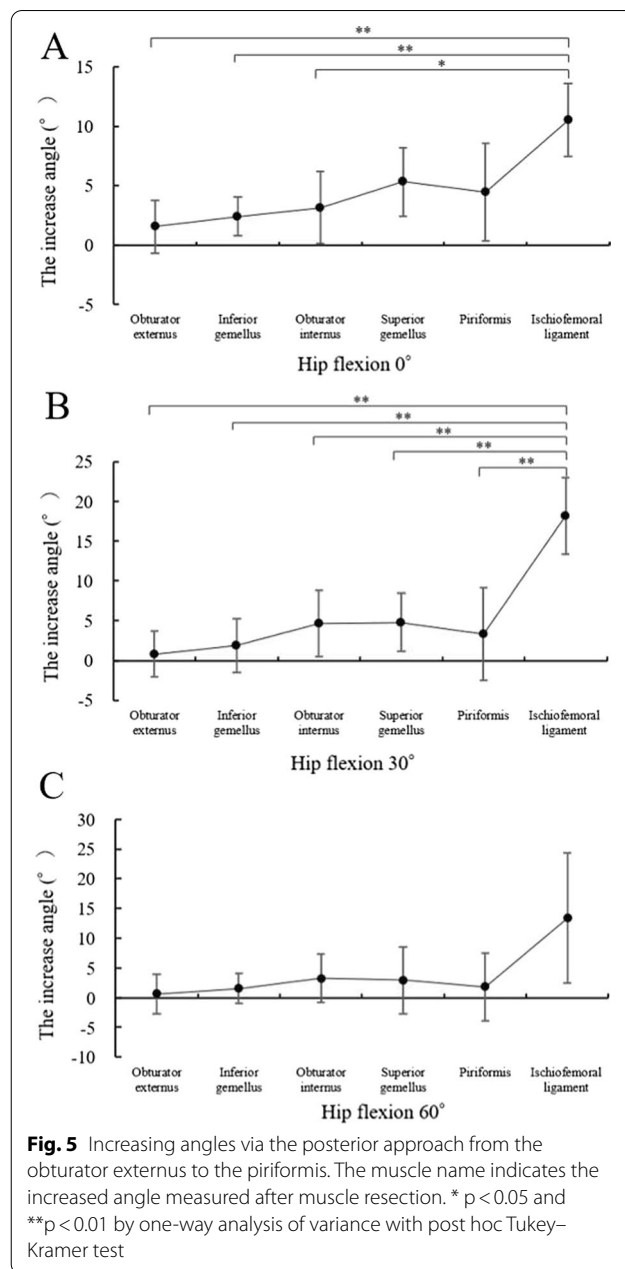 A
**
**
*
The increase angle (°)
15
10
5
0
-5
Obturator externus
Inferior gemellus
Obturator internus
Superior gemellus
Piriformis
Ischiofemoral ligament
Hip flexion 0°
B
**
**
**
**
**
The increase angle (°)
25
20
15
10
5
0
-5
Obturator externus
Inferior gemellus
Obturator internus
Superior gemellus
Piriformis
Ischiofemoral ligament
Hip flexion 30°
C
The increase angle (°)
30
25
20
15
10
5
0
-5
-10
Obturator externus
Inferior gemellus
Obturator internus
Superior gemellus
Piriformis
Ischiofemoral ligament
Hip flexion 60°
Fig. 5 Increasing angles via the posterior approach from the
obturator externus to the piriformis. The muscle name indicates the
increased angle measured after muscle resection. * p < 0.05 and
**p < 0.01 by one-way analysis of variance with post hoc Tukey–
Kramer test